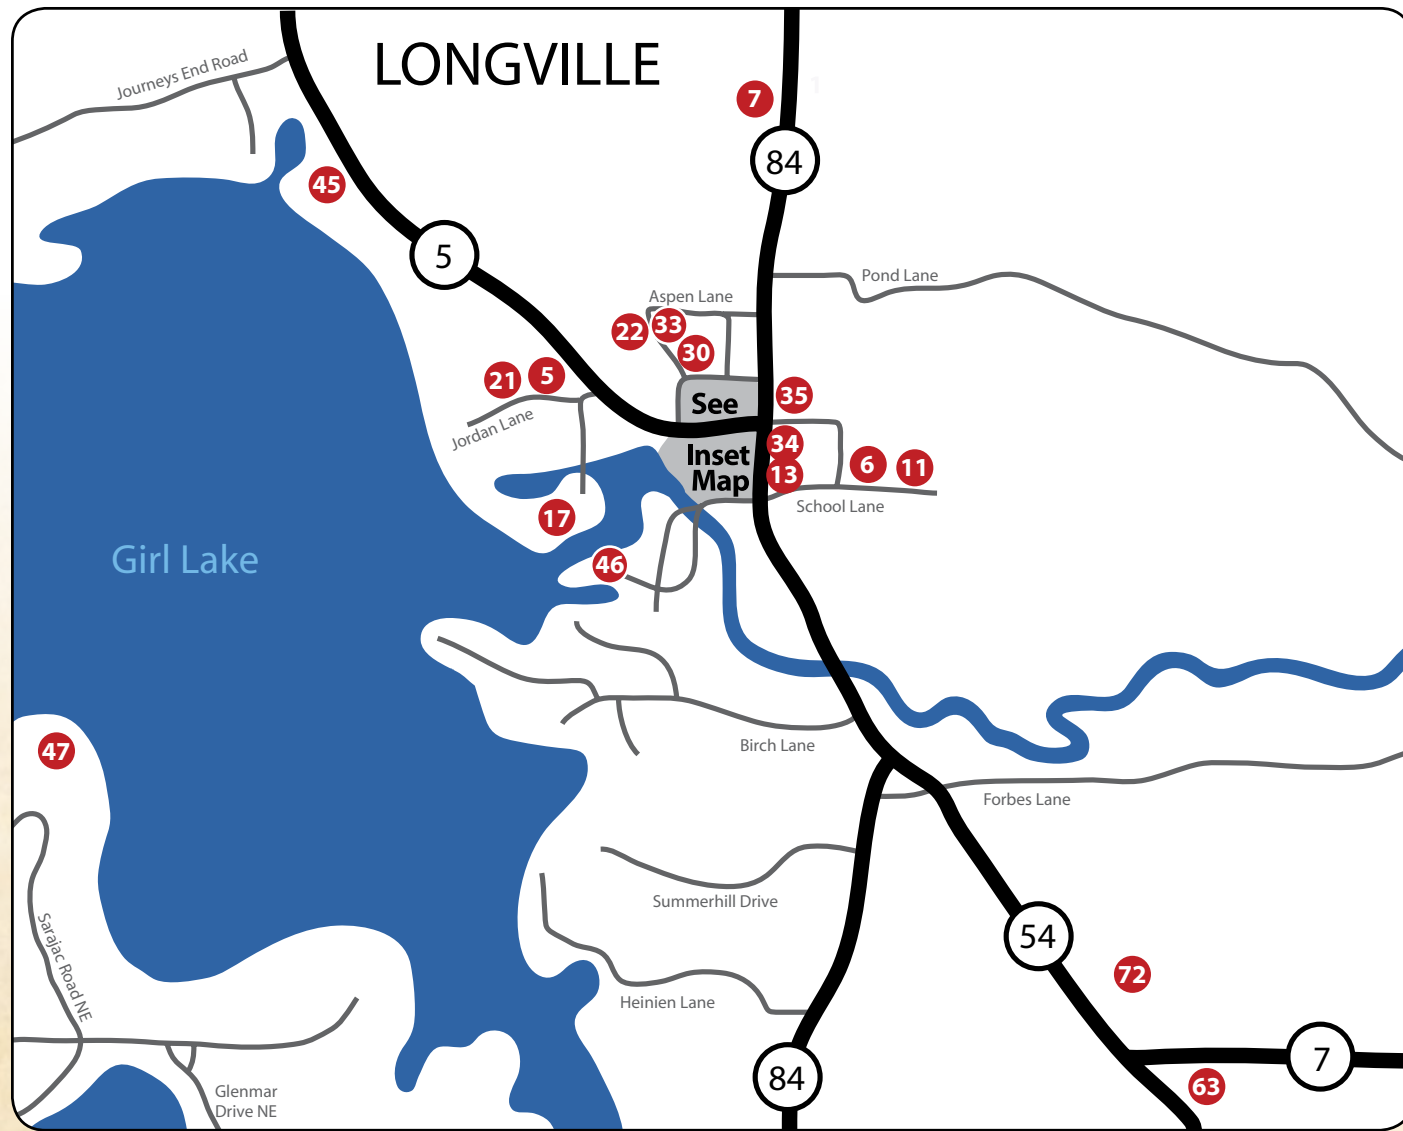 LONGVILLE
Journeys End Road
7
1
84
45
5
Pond Lane
Aspen Lane
22
33
30
21
5
35
See
Jordan Lane
34
Inset
Map
13
6
11
School Lane
17
46
Girl Lake
47
Birch Lane
Forbes Lane
Summerhill Drive
Sarajac Road NE
54
72
Heinien Lane
84
7
63
Glenmar
Drive NE